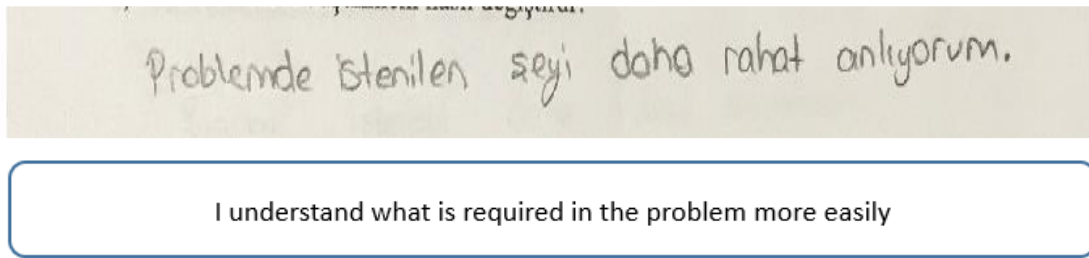 Problemde istenilen şeyi daha rahat anlıyorum.
I understand what is required in the problem more easily